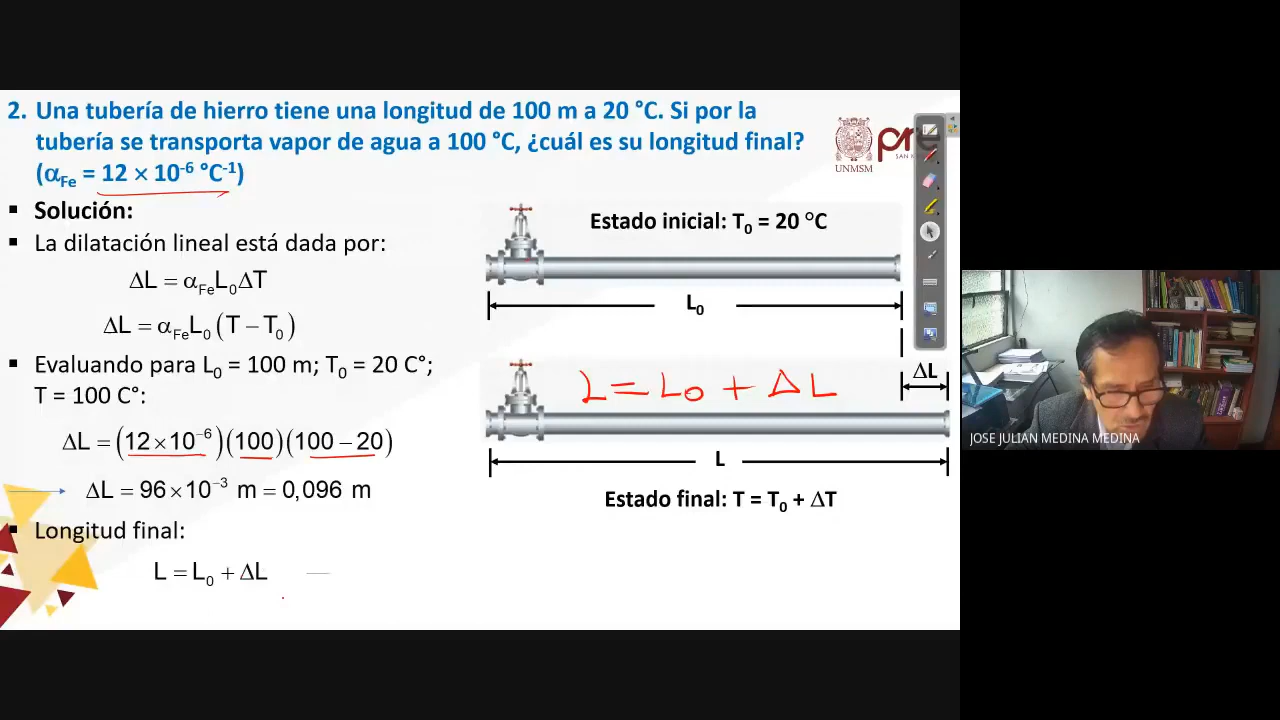 2. Una tubería de hierro tiene una longitud de 100 m a 20 °C. Si por la
tubería se transporta vapor de agua a 100 °C, ¿cuál es su longitud final?
(αFe = 12 × 10⁻⁶ °C⁻¹)
▪ Solución:
▪ La dilatación lineal está dada por:
ΔL = αFeL₀ΔT
ΔL = αFeL₀(T − T₀)
▪ Evaluando para L₀ = 100 m; T₀ = 20 C°;
T = 100 C°:
ΔL = (12×10⁻⁶)(100)(100 − 20)
ΔL = 96×10⁻³ m = 0,096 m
▪ Longitud final:
L = L₀ + ΔL
UNMSM
pre
SAN
Estado inicial: T₀ = 20 °C
L₀
ΔL
L = L₀ + ΔL
L
Estado final: T = T₀ + ΔT
JOSE JULIAN MEDINA MEDINA